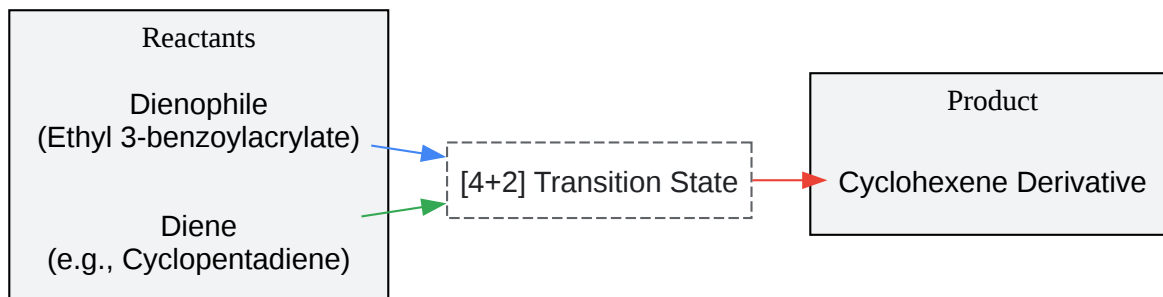 Reactants
Dienophile
(Ethyl 3-benzoylacrylate)
Diene
(e.g., Cyclopentadiene)
[4+2] Transition State
Product
Cyclohexene Derivative